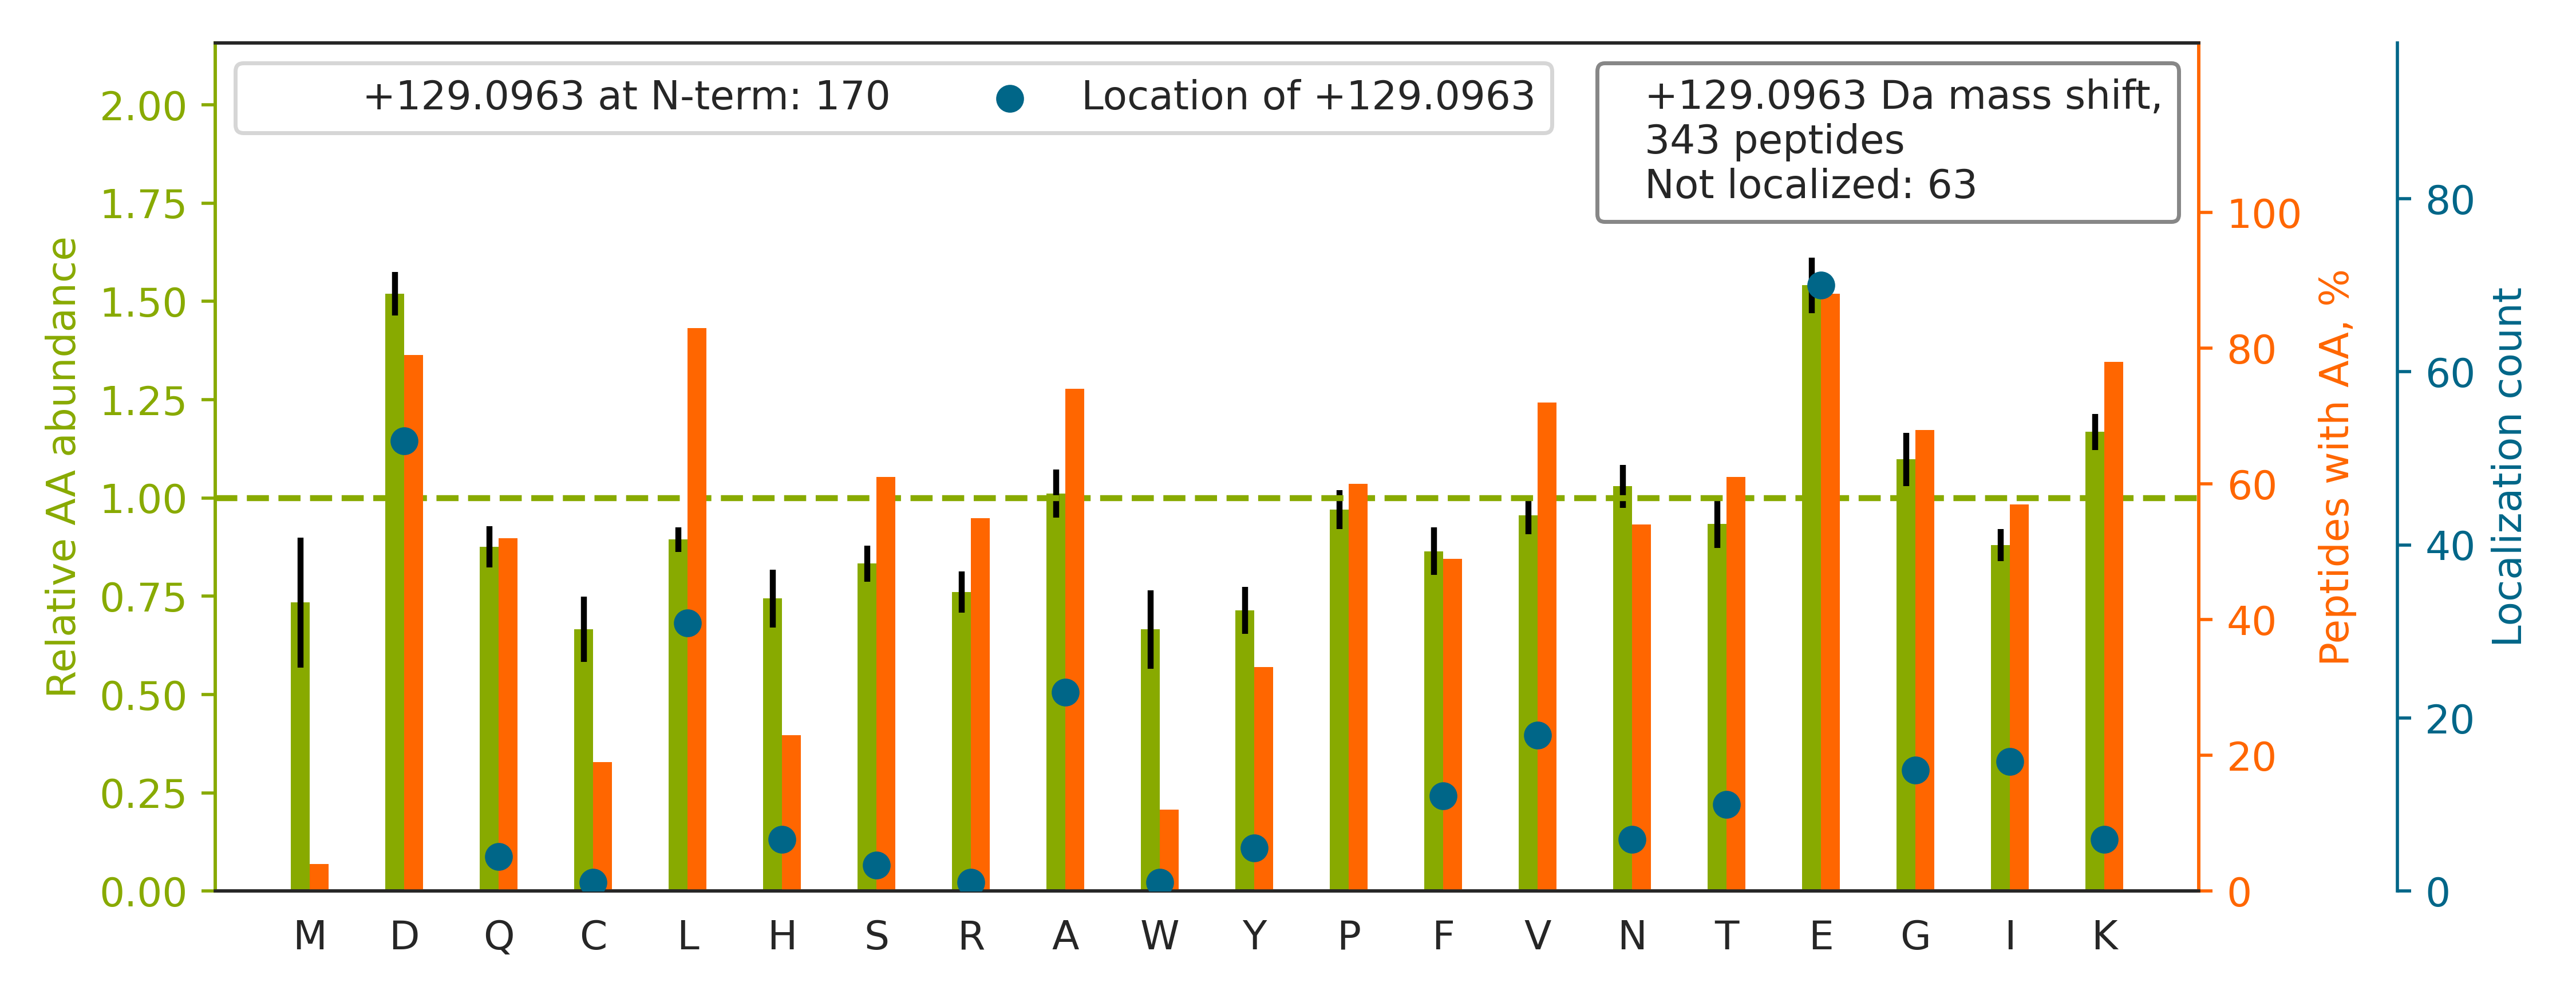 +129.0963 at N-term: 170
Location of +129.0963
+129.0963 Da mass shift,
343 peptides
Not localized: 63
Relative AA abundance
2.00
1.75
1.50
1.25
1.00
0.75
0.50
0.25
0.00
M D Q C L H S R A W Y P F V N T E G I K
100
80
60
40
20
0
Peptides with AA, %
80
60
40
20
0
Localization count